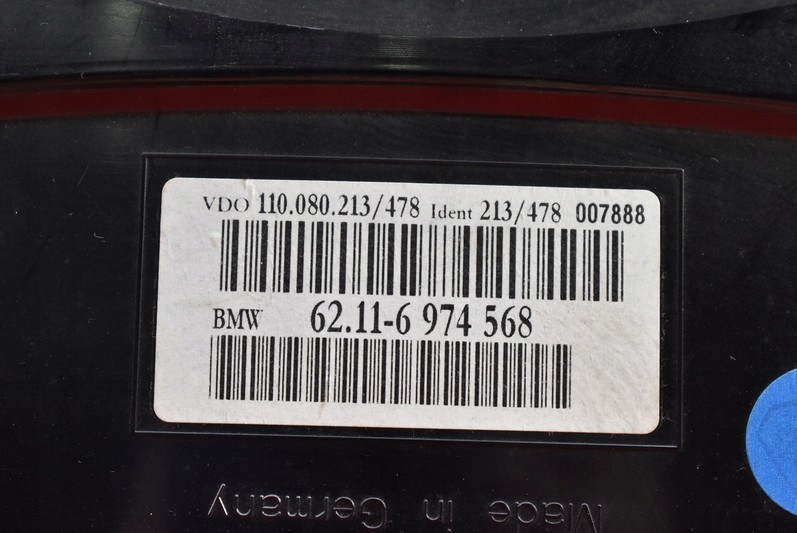 VDO 110.080.213/478 Ident 213/478 007888
BMW 62.11-6 974 568
Made in Germany